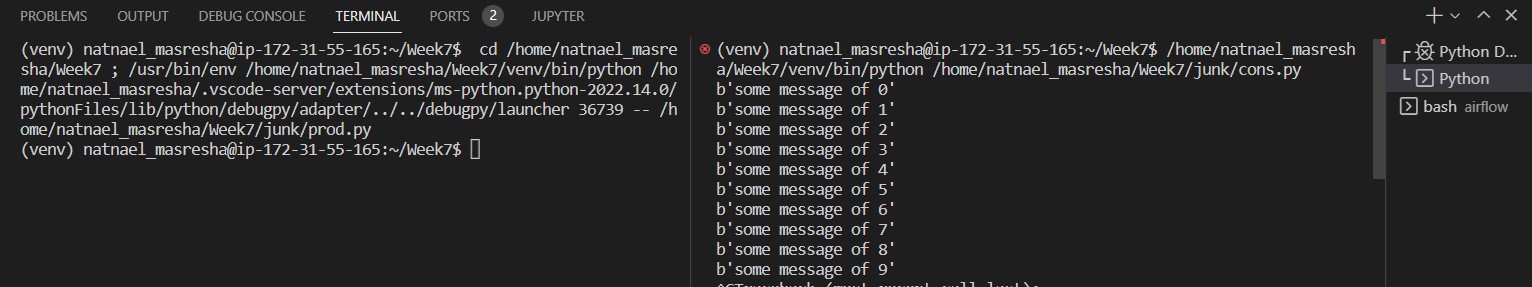 PROBLEMS OUTPUT DEBUG CONSOLE TERMINAL PORTS 2 JUPYTER
(venv) natnael_masresha@ip-172-31-55-165:~/Week7$  cd /home/natnael_masre
sha/Week7 ; /usr/bin/env /home/natnael_masresha/Week7/venv/bin/python /ho
me/natnael_masresha/.vscode-server/extensions/ms-python.python-2022.14.0/
pythonFiles/lib/python/debugpy/adapter/../../debugpy/launcher 36739 -- /h
ome/natnael_masresha/Week7/junk/prod.py
(venv) natnael_masresha@ip-172-31-55-165:~/Week7$
(venv) natnael_masresha@ip-172-31-55-165:~/Week7$ /home/natnael_masresh
a/Week7/venv/bin/python /home/natnael_masresha/Week7/junk/cons.py
b'some message of 0'
b'some message of 1'
b'some message of 2'
b'some message of 3'
b'some message of 4'
b'some message of 5'
b'some message of 6'
b'some message of 7'
b'some message of 8'
b'some message of 9'
Python D...
Python
bash airflow